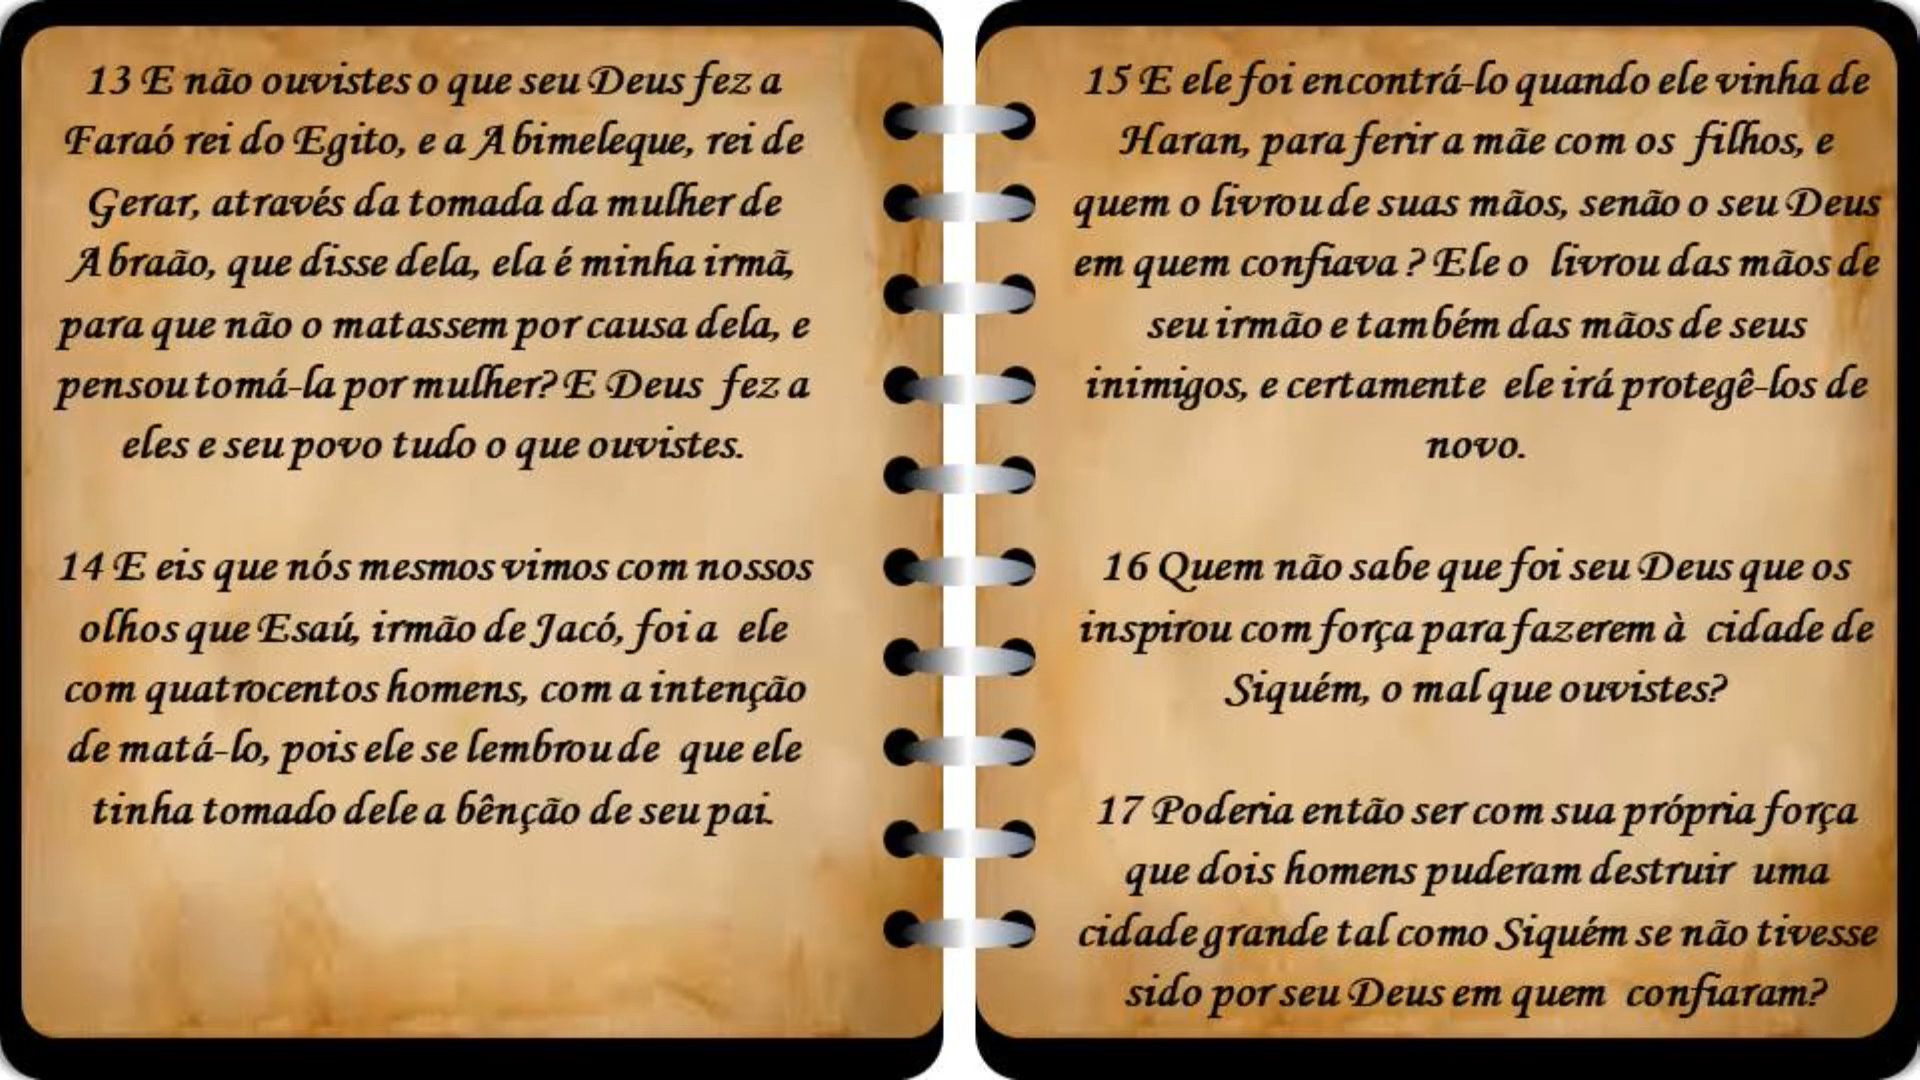 13 E não ouvistes o que seu Deus fez a
Faraó rei do Egito, e a Abimeleque, rei de
Gerar, através da tomada da mulher de
Abraão, que disse dela, ela é minha irmã,
para que não o matassem por causa dela, e
pensou tomá-la por mulher? E Deus fez a
eles e seu povo tudo o que ouvistes.
14 E eis que nós mesmos vimos com nossos
olhos que Esaú, irmão de Jacó, foi a ele
com quatrocentos homens, com a intenção
de matá-lo, pois ele se lembrou de que ele
tinha tomado dele a bênção de seu pai.
15 E ele foi encontrá-lo quando ele vinha de
Haran, para ferir a mãe com os filhos, e
quem o livrou de suas mãos, senão o seu Deus
em quem confiava ? Ele o livrou das mãos de
seu irmão e também das mãos de seus
inimigos, e certamente ele irá protegê-los de
novo.
16 Quem não sabe que foi seu Deus que os
inspirou com força para fazerem à cidade de
Siquém, o mal que ouvistes?
17 Poderia então ser com sua própria força
que dois homens puderam destruir uma
cidade grande tal como Siquém se não tivesse
sido por seu Deus em quem confiaram?